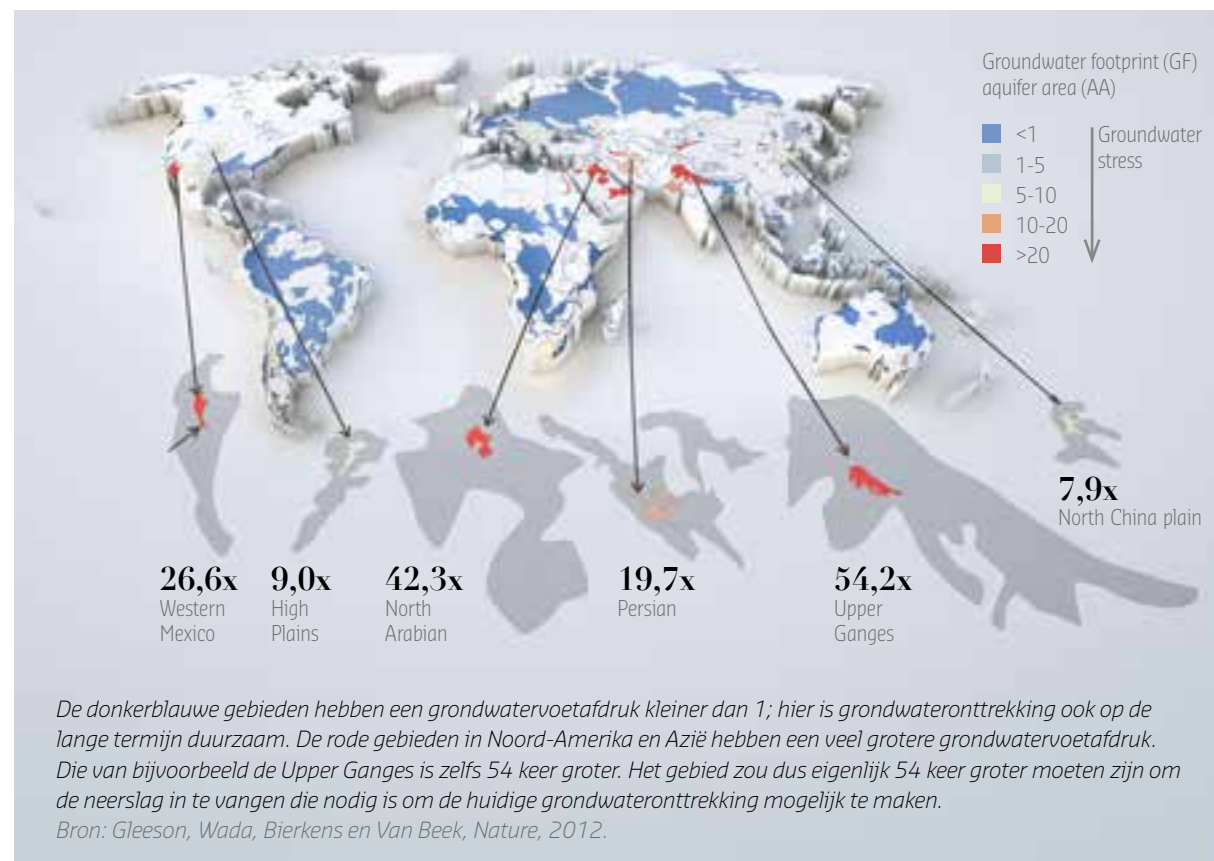 Groundwater footprint (GF)
aquifer area (AA)
<1
1-5
5-10
10-20
>20
Groundwater
stress
7,9x
North China plain
26,6x
Western
Mexico
9,0x
High
Plains
42,3x
North
Arabian
19,7x
Persian
54,2x
Upper
Ganges
De donkerblauwe gebieden hebben een grondwatervoetafdruk kleiner dan 1; hier is grondwateronttrekking ook op de
lange termijn duurzaam. De rode gebieden in Noord-Amerika en Azië hebben een veel grotere grondwatervoetafdruk.
Die van bijvoorbeeld de Upper Ganges is zelfs 54 keer groter. Het gebied zou dus eigenlijk 54 keer groter moeten zijn om
de neerslag in te vangen die nodig is om de huidige grondwateronttrekking mogelijk te maken.
Bron: Gleeson, Wada, Bierkens en Van Beek, Nature, 2012.